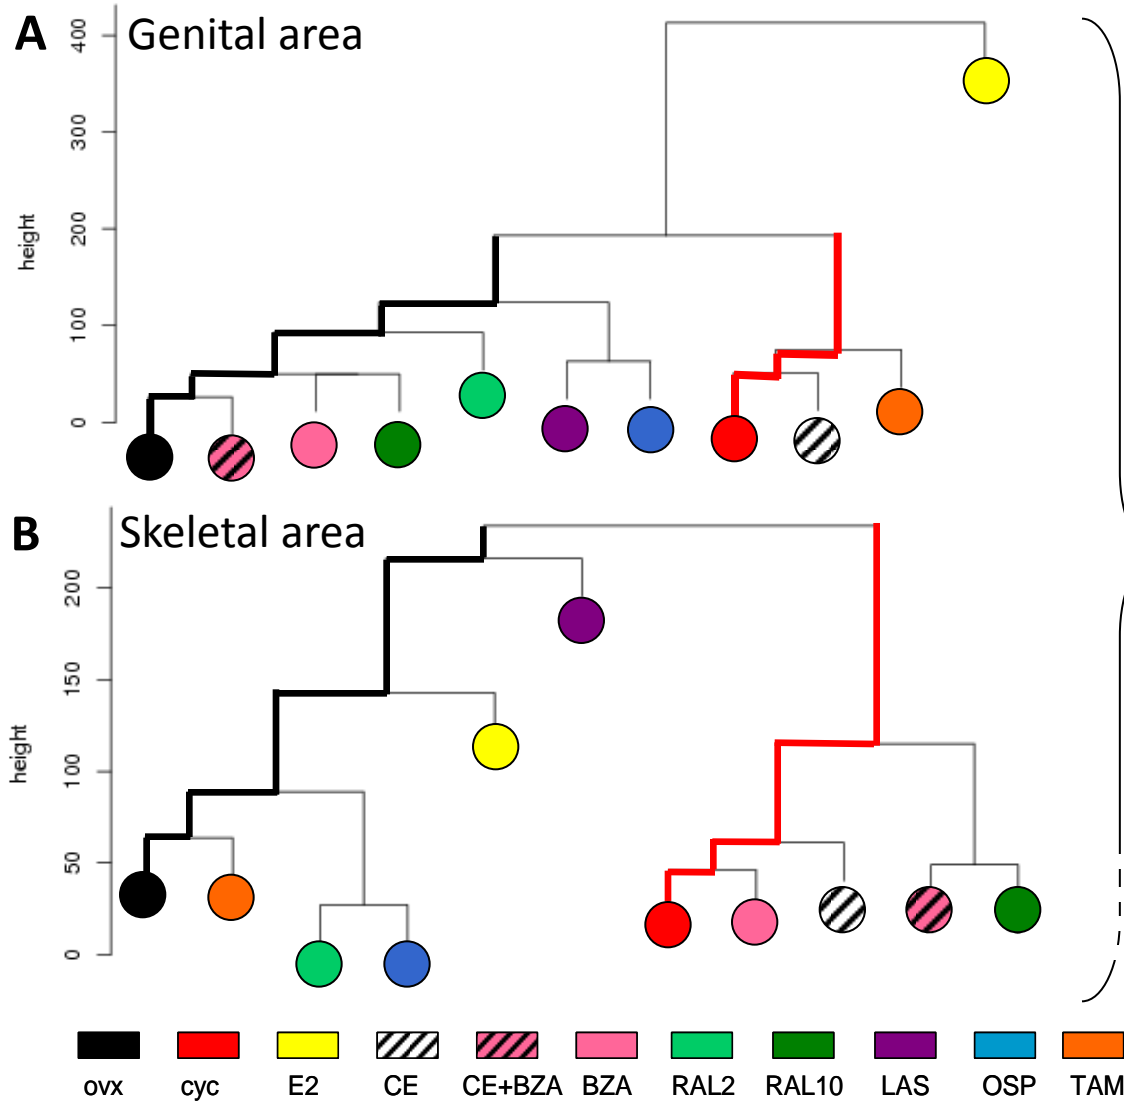 A Genital area
400
300
200
100
0
height
B Skeletal area
200
150
100
50
0
height
ovx cyc E2 CE CE+BZA BZA RAL2 RAL10 LAS OSP TAM